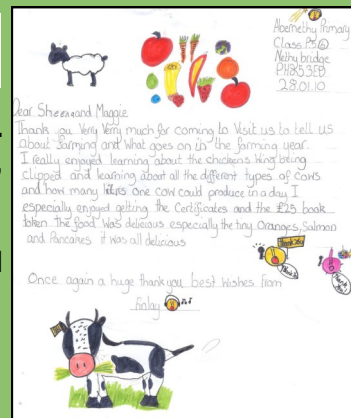 Abernethy Primary
Class P5/6
Nethybridge
PH25 3ED
28.01.10
Dear Shreen and Maggie
Thank you Very Very much for coming to Visit us to tell us
about farming and What goes on in the farming year.
I really enjoyed learning about the chickens Wing being
clipped and learning about all the different types of cows
and how many litres one cow could produce in a day I
especially enjoyed getting the Certificates and the £25 book
token the food Was delicious especially the tiny Oranges, Salmon
and Pancakes it was all delicious
Once again a huge thank you best wishes from
Finlay